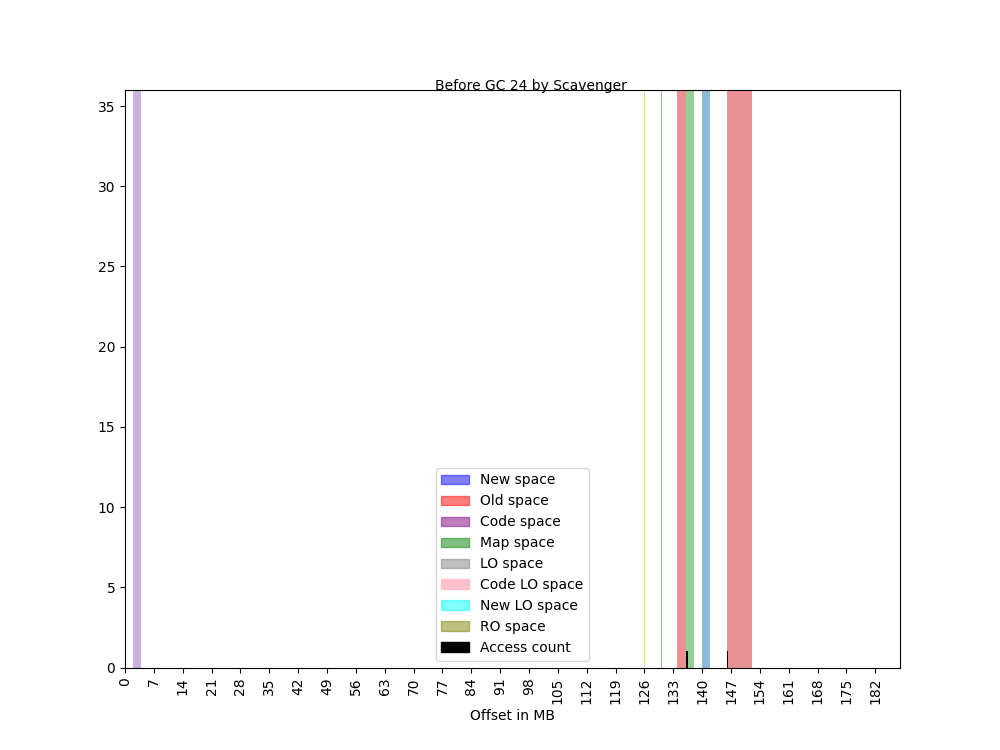 Before GC 24 by Scavenger
35
30
25
20
15
10
5
0
New space
Old space
Code space
Map space
LO space
Code LO space
New LO space
RO space
Access count
0 7 14 21 28 35 42 49 56 63 70 77 84 91 98 105 112 119 126 133 140 147 154 161 168 175 182
Offset in MB